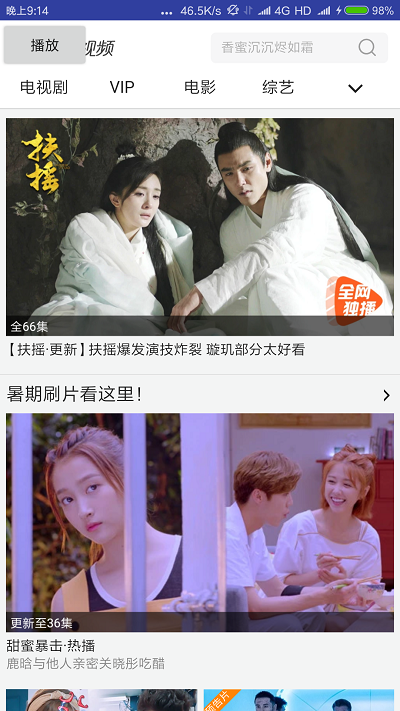 晚上9:14
... 46.5K/s 4G HD 98%
播放
视频
香蜜沉沉烬如霜
电视剧 VIP 电影 综艺
扶摇
全网
独播
全66集
【扶摇·更新】扶摇爆发演技炸裂 璇玑部分太好看
暑期刷片看这里！
更新至36集
甜蜜暴击·热播
鹿晗与他人亲密关晓彤吃醋
预告片